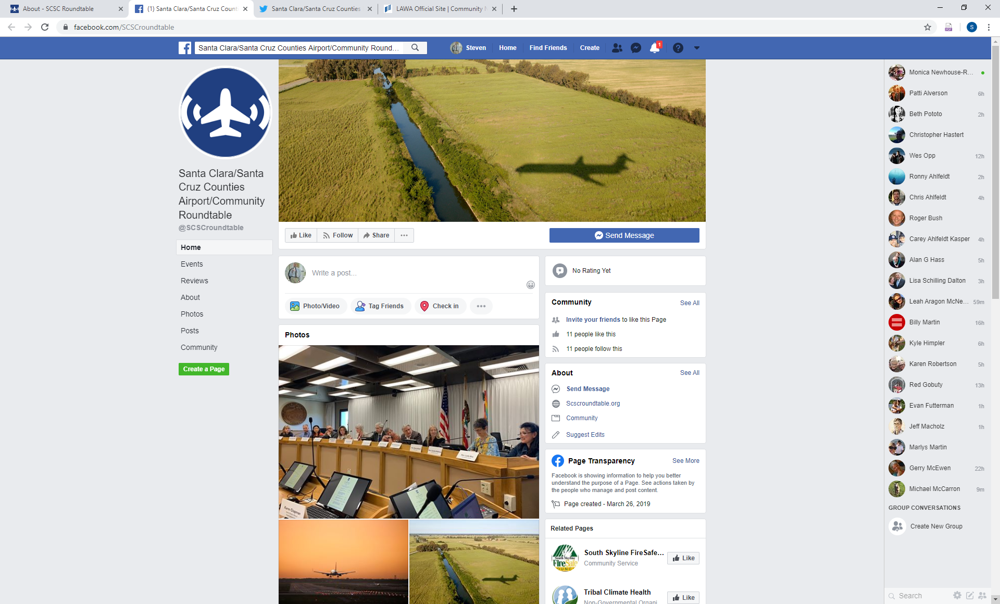 About - SCSC Roundtable
(1) Santa Clara/Santa Cruz Count
Santa Clara/Santa Cruz Counties
LAWA Official Site | Community
facebook.com/SCSCroundtable
S
Santa Clara/Santa Cruz Counties Airport/Community Round...
Steven
Home
Find Friends
Create
1
Santa Clara/Santa
Cruz Counties
Airport/Community
Roundtable
@SCSCroundtable
Home
Events
Reviews
About
Photos
Posts
Community
Create a Page
Like
Follow
Share
Send Message
Write a post...
Photo/Video
Tag Friends
Check in
Photos
Karen Chapman
No Rating Yet
Community
See All
Invite your friends to like this Page
11 people like this
11 people follow this
About
See All
Send Message
Scscroundtable.org
Community
Suggest Edits
Page Transparency
See More
Facebook is showing information to help you better
understand the purpose of a Page. See actions taken by
the people who manage and post content.
Page created - March 26, 2019
Related Pages
South Skyline
FireSafe
South Skyline FireSafe...
Community Service
Like
Tribal Climate Health
Non-Governmental Organi
Like
Monica Newhouse-R...
Patti Alverson 6h
Beth Pototo 2h
Christopher Hastert
Wes Opp 12h
Ronny Ahlfeldt 2h
Chris Ahlfeldt 4h
Roger Bush
Carey Ahlfeldt Kasper 4h
Alan G Hass 5h
Lisa Schilling Dalton 3h
Leah Aragon McNe... 59m
Billy Martin 16h
Kyle Himpler 6h
Karen Robertson 5h
Red Gobuty 13h
Evan Futterman 1h
Jeff Macholz 1h
Marlys Martin
Gerry McEwen 22h
Michael McCarron 9m
GROUP CONVERSATIONS
Create New Group
Search